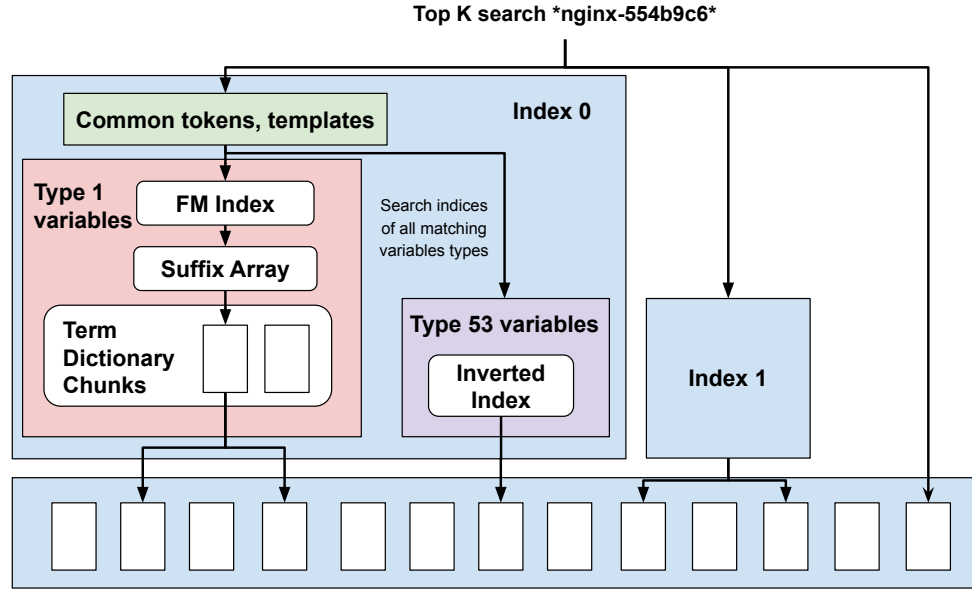 Top K search *nginx-554b9c6*
Index 0
Common tokens, templates
Type 1
variables
FM Index
Suffix Array
Term
Dictionary
Chunks
Search indices
of all matching
variables types
Type 53 variables
Inverted
Index
Index 1